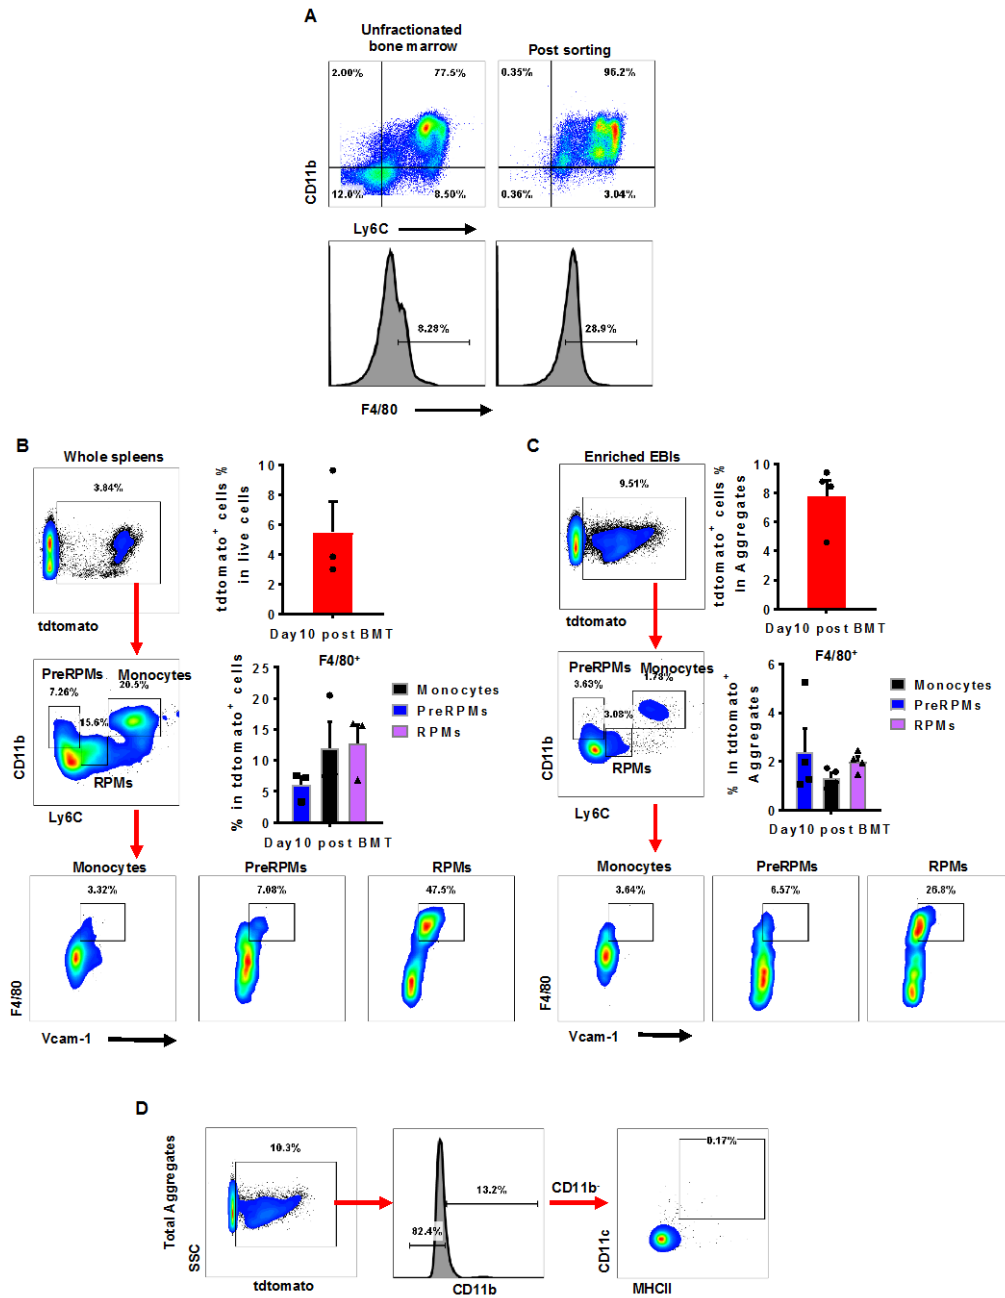 A
Unfractionated
bone marrow
Post sorting
2.00%
77.5%
0.35%
96.2%
CD11b
12.0%
8.50%
0.36%
3.04%
Ly6C
8.28%
28.9%
F4/80
B
Whole spleens
3.84%
tdtomato
tdtomato+ cells %
in live cells
10
8
6
4
2
0
Day10 post BMT
PreRPMs
Monocytes
7.26%
20.5%
15.6%
RPMs
CD11b
Ly6C
F4/80+
% in tdtomato+ cells
25
20
15
10
5
0
Day10 post BMT
Monocytes
PreRPMs
RPMs
Monocytes
PreRPMs
RPMs
3.32%
7.08%
47.5%
F4/80
Vcam-1
C
Enriched EBIs
9.51%
tdtomato
tdtomato+ cells %
In Aggregates
10
8
6
4
2
0
Day10 post BMT
PreRPMs
Monocytes
3.63%
1.78%
3.08%
RPMs
CD11b
Ly6C
F4/80+
% In tdtomato+
Aggregates
6
4
2
0
Day10 post BMT
Monocytes
PreRPMs
RPMs
Monocytes
PreRPMs
RPMs
3.64%
6.57%
26.8%
F4/80
Vcam-1
D
Total Aggregates
SSC
10.3%
tdtomato
13.2%
82.4%
CD11b
CD11b-
0.17%
CD11c
MHCII